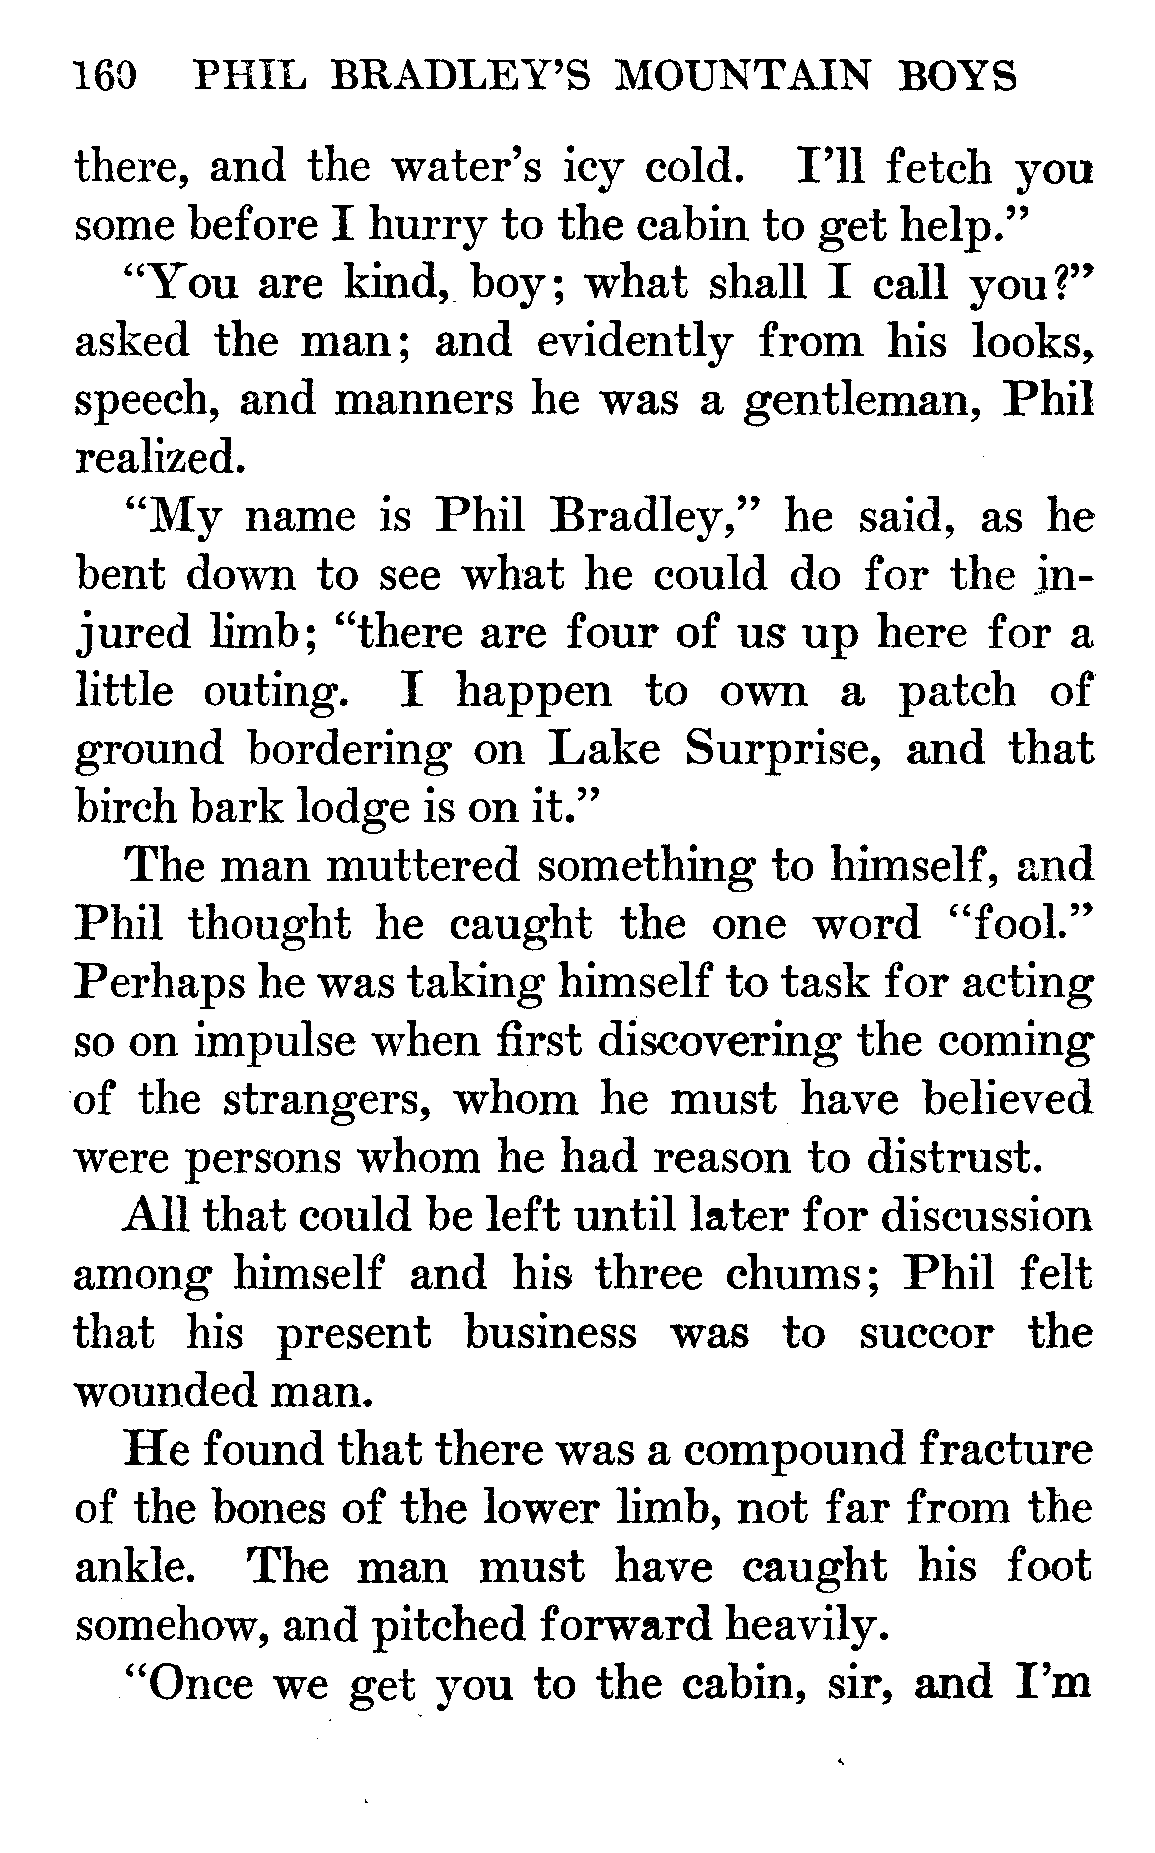 160 PHIL BRADLEY'S MOUNTAIN BOYS
there, and the water's icy cold. I'll fetch you
some before I hurry to the cabin to get help."
"You are kind, boy; what shall I call you?"
asked the man; and evidently from his looks,
speech, and manners he was a gentleman, Phil
realized.
"My name is Phil Bradley," he said, as he
bent down to see what he could do for the in-
jured limb; "there are four of us up here for a
little outing. I happen to own a patch of
ground bordering on Lake Surprise, and that
birch bark lodge is on it."
The man muttered something to himself, and
Phil thought he caught the one word "fool."
Perhaps he was taking himself to task for acting
so on impulse when first discovering the coming
of the strangers, whom he must have believed
were persons whom he had reason to distrust.
All that could be left until later for discussion
among himself and his three chums; Phil felt
that his present business was to succor the
wounded man.
He found that there was a compound fracture
of the bones of the lower limb, not far from the
ankle. The man must have caught his foot
somehow, and pitched forward heavily.
"Once we get you to the cabin, sir, and I'm